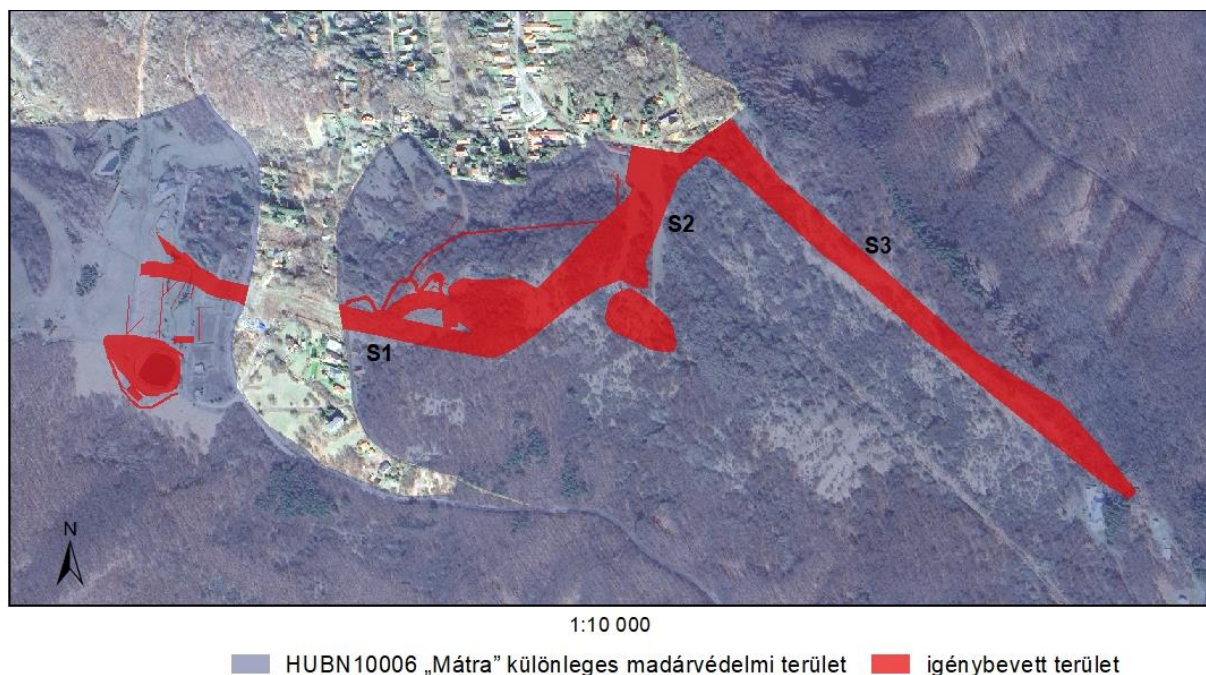 S2
S3
S1
N
1:10 000
HUBN10006 „Mátra” különleges madárvédelmi terület igénybevett terület